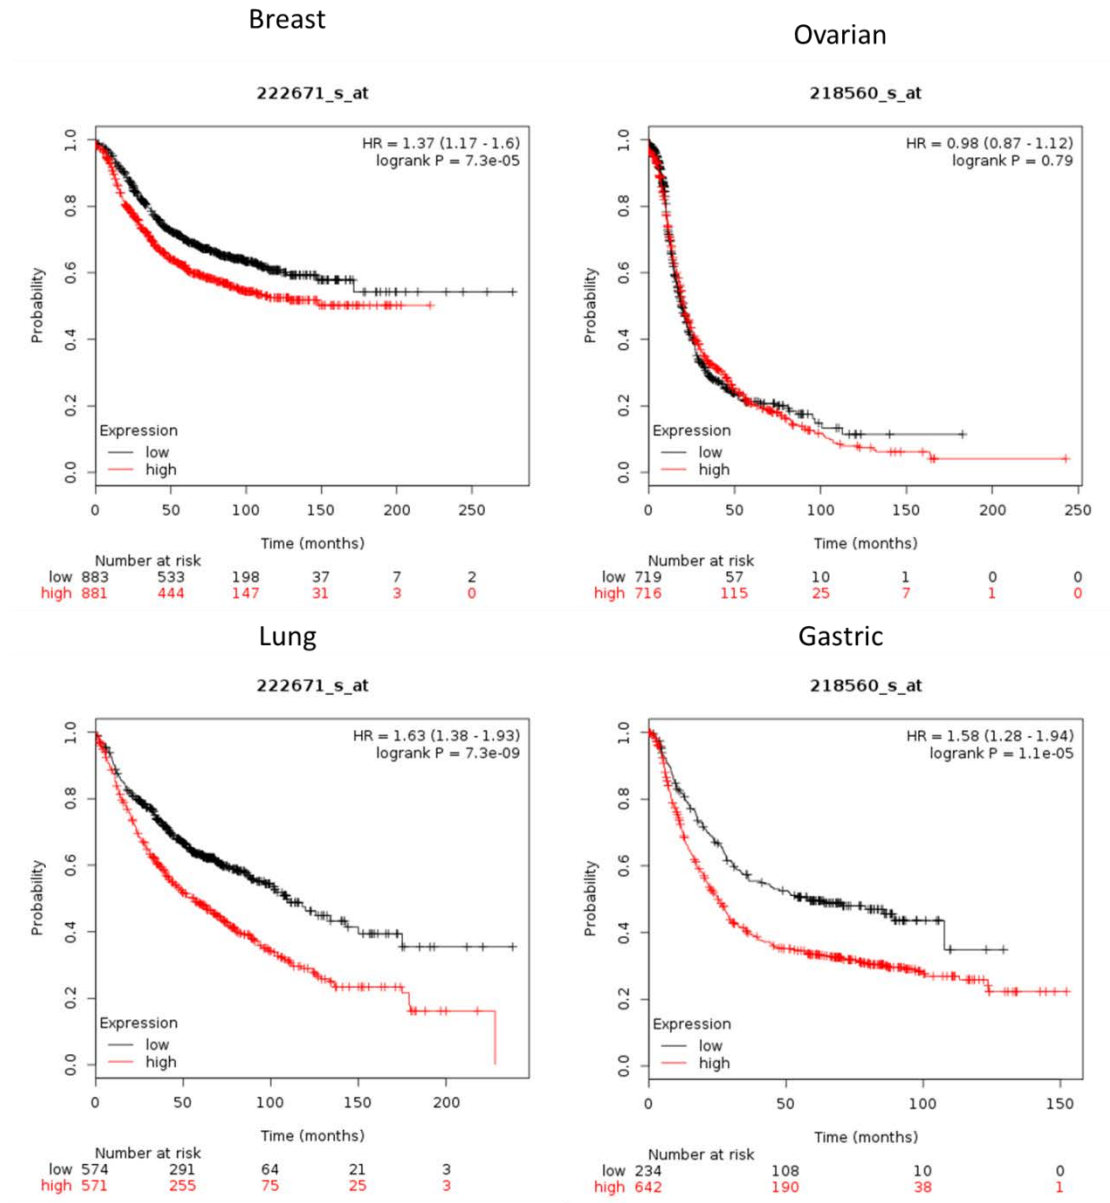 Breast
222671_s_at
HR = 1.37 (1.17 - 1.6)
logrank P = 7.3e-05
Probability
1.0
0.8
0.6
0.4
0.2
0.0
Expression
low
high
0 50 100 150 200 250
Time (months)
Number at risk
low 883 533 198 37 7 2
high 881 444 147 31 3 0
Ovarian
218560_s_at
HR = 0.98 (0.87 - 1.12)
logrank P = 0.79
Probability
1.0
0.8
0.6
0.4
0.2
0.0
Expression
low
high
0 50 100 150 200 250
Time (months)
Number at risk
low 719 57 10 1 0 0
high 716 115 25 7 1 0
Lung
222671_s_at
HR = 1.63 (1.38 - 1.93)
logrank P = 7.3e-09
Probability
1.0
0.8
0.6
0.4
0.2
0.0
Expression
low
high
0 50 100 150 200
Time (months)
Number at risk
low 574 291 64 21 3
high 571 255 75 25 3
Gastric
218560_s_at
HR = 1.58 (1.28 - 1.94)
logrank P = 1.1e-05
Probability
1.0
0.8
0.6
0.4
0.2
0.0
Expression
low
high
0 50 100 150
Time (months)
Number at risk
low 234 108 10 0
high 642 190 38 1